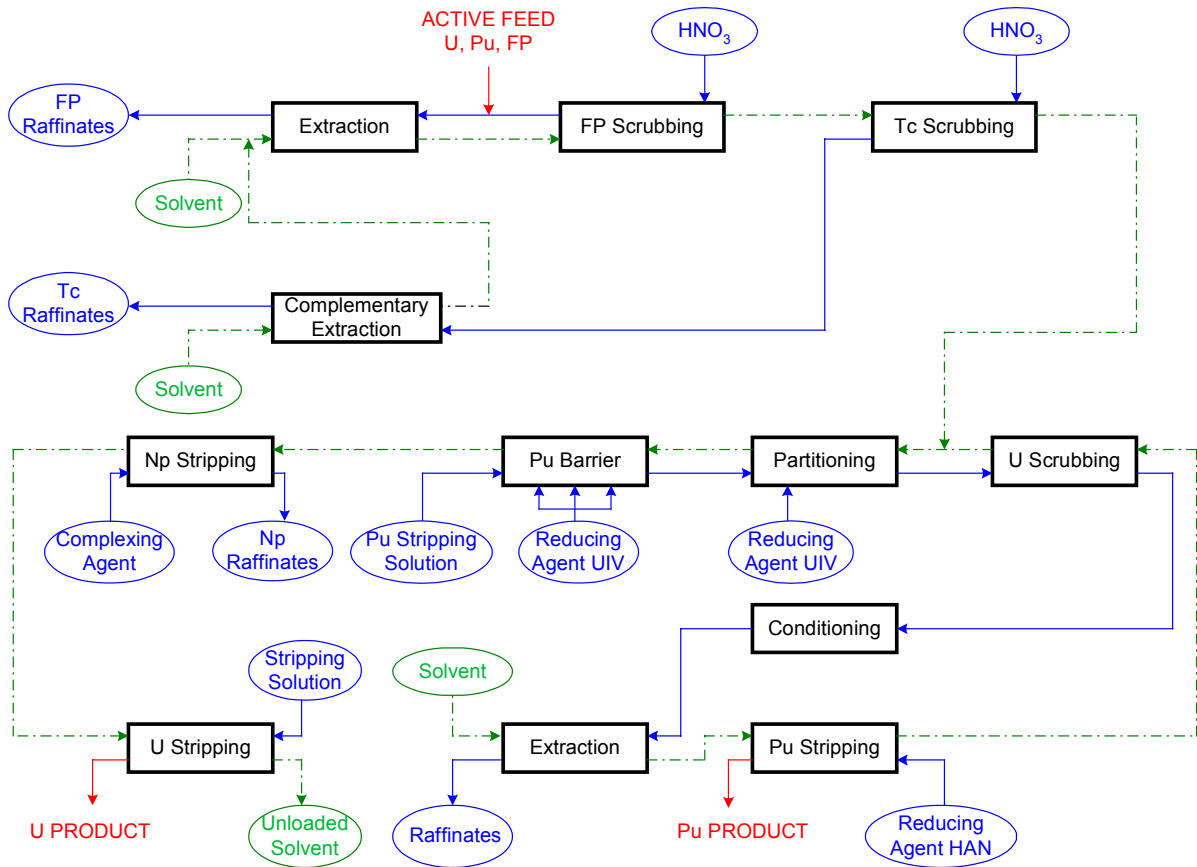 ACTIVE FEED
U, Pu, FP
HNO₃
HNO₃
FP
Raffinates
Extraction
FP Scrubbing
Tc Scrubbing
Solvent
Tc
Raffinates
Complementary
Extraction
Solvent
Np Stripping
Pu Barrier
Partitioning
U Scrubbing
Complexing
Agent
Np
Raffinates
Pu Stripping
Solution
Reducing
Agent UIV
Reducing
Agent UIV
Conditioning
Stripping
Solution
Solvent
U Stripping
Extraction
Pu Stripping
U PRODUCT
Unloaded
Solvent
Raffinates
Pu PRODUCT
Reducing
Agent HAN